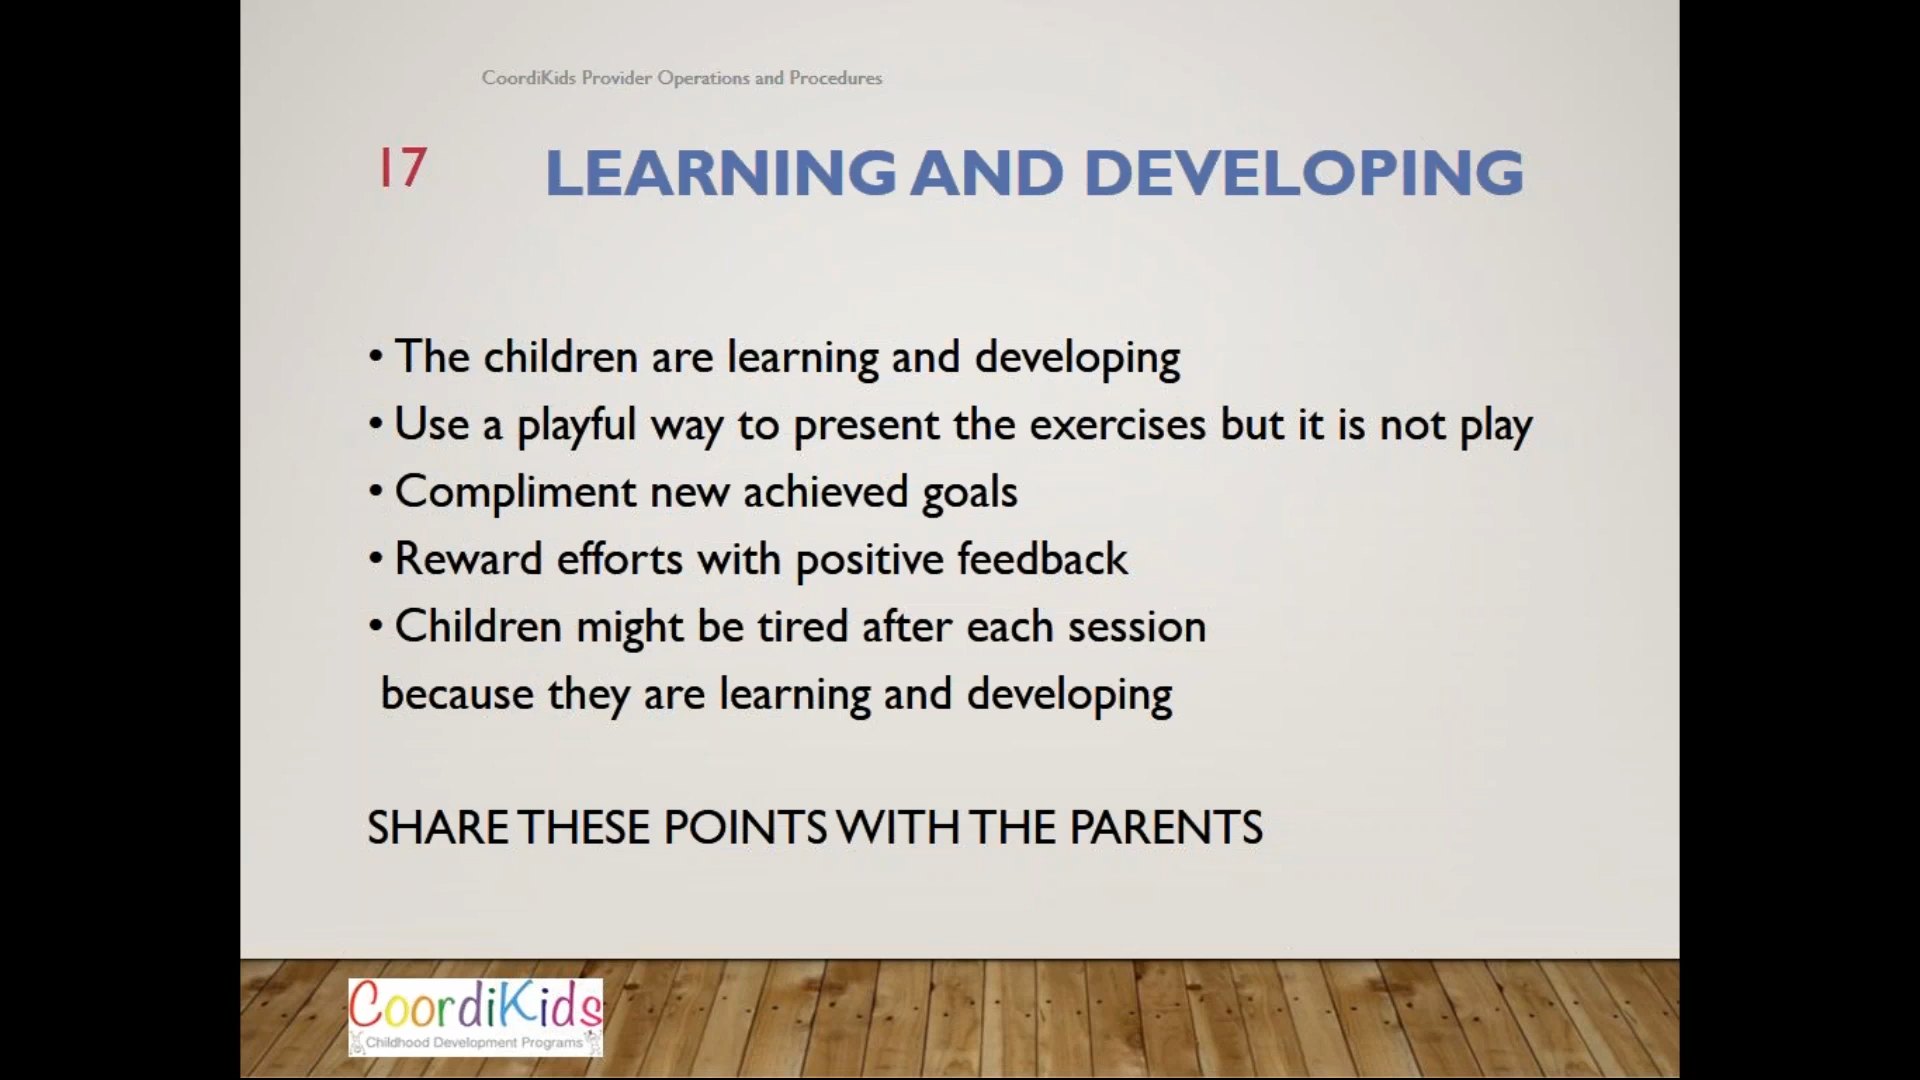 CoordiKids Provider Operations and Procedures
17
LEARNING AND DEVELOPING
• The children are learning and developing
• Use a playful way to present the exercises but it is not play
• Compliment new achieved goals
• Reward efforts with positive feedback
• Children might be tired after each session
because they are learning and developing
SHARE THESE POINTS WITH THE PARENTS
CoordiKids
Childhood Development Programs